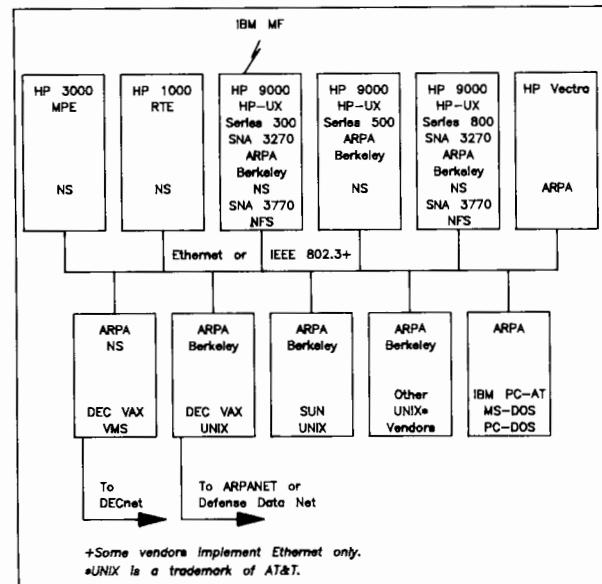 IBM MF
HP 3000
MPE
NS
HP 1000
RTE
NS
HP 9000
HP-UX
Series 300
SNA 3270
ARPA
Berkeley
NS
SNA 3770
NFS
HP 9000
HP-UX
Series 500
ARPA
Berkeley
NS
HP 9000
HP-UX
Series 800
SNA 3270
ARPA
Berkeley
NS
SNA 3770
NFS
HP Vectra
ARPA
Ethernet or IEEE 802.3+
ARPA
NS
DEC VAX
VMS
ARPA
Berkeley
DEC VAX
UNIX
ARPA
Berkeley
SUN
UNIX
ARPA
Berkeley
Other
UNIX*
Vendors
ARPA
IBM PC-AT
MS-DOS
PC-DOS
To
DECnet
To ARPANET or
Defense Data Net
+Some vendors implement Ethernet only.
*UNIX is a trademark of AT&T.